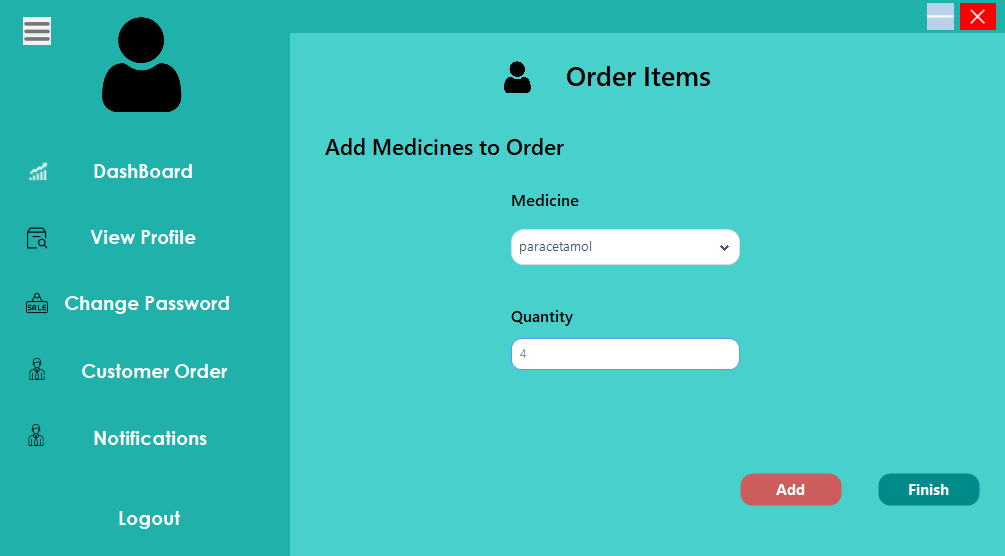 Order Items
Add Medicines to Order
DashBoard
View Profile
SALE
Change Password
Customer Order
Notifications
Logout
Medicine
paracetamol
Quantity
4
Add
Finish